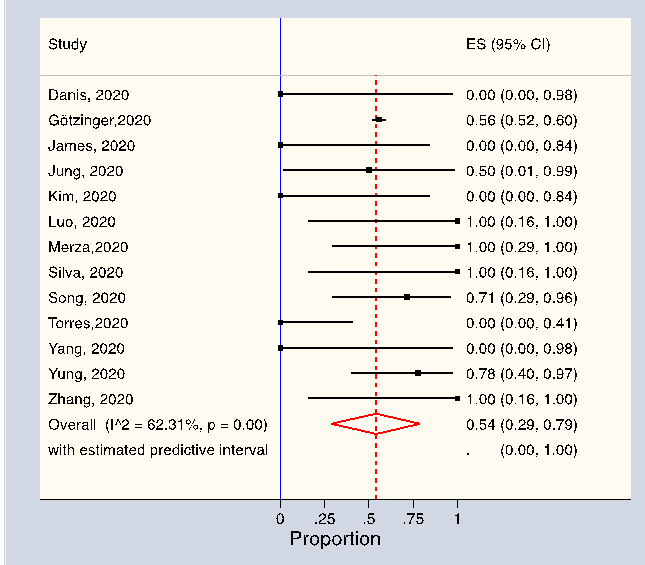 Study ES (95% CI)
Danis, 2020 0.00 (0.00, 0.98)
Götzinger,2020 0.56 (0.52, 0.60)
James, 2020 0.00 (0.00, 0.84)
Jung, 2020 0.50 (0.01, 0.99)
Kim, 2020 0.00 (0.00, 0.84)
Luo, 2020 1.00 (0.16, 1.00)
Merza,2020 1.00 (0.29, 1.00)
Silva, 2020 1.00 (0.16, 1.00)
Song, 2020 0.71 (0.29, 0.96)
Torres,2020 0.00 (0.00, 0.41)
Yang, 2020 0.00 (0.00, 0.98)
Yung, 2020 0.78 (0.40, 0.97)
Zhang, 2020 1.00 (0.16, 1.00)
Overall (I^2 = 62.31%, p = 0.00) 0.54 (0.29, 0.79)
with estimated predictive interval . (0.00, 1.00)
0 .25 .5 .75 1
Proportion